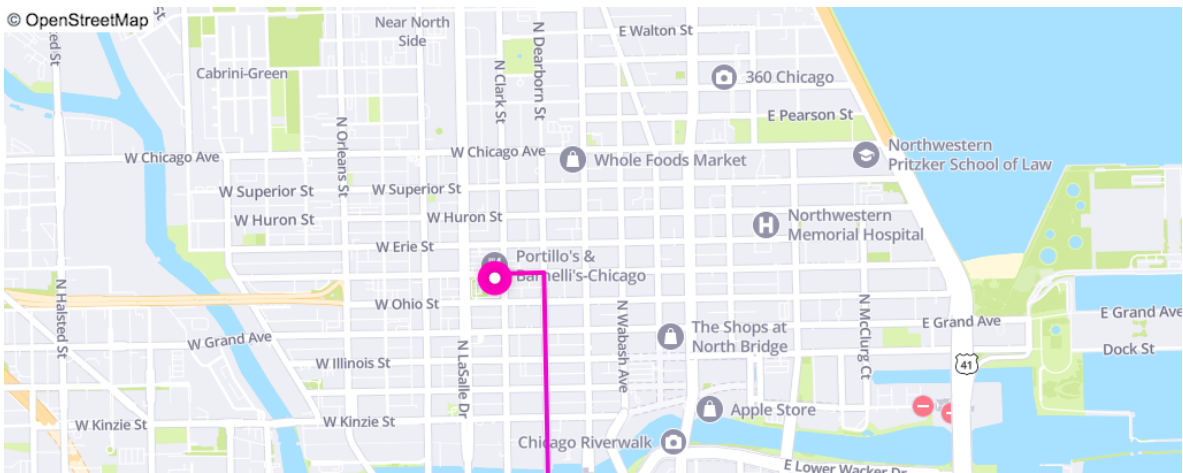 © OpenStreetMap
St
Near North
Side
E Walton St
N Dearborn St
N Clark St
Cabrini-Green
360 Chicago
E Pearson St
N Orleans St
W Chicago Ave
W Chicago Ave
Whole Foods Market
Northwestern
Pritzker School of Law
W Superior St
W Superior St
W Huron St
W Huron St
Northwestern
Memorial Hospital
W Erie St
Portillo's &
Barnelli's-Chicago
N Halsted St
W Ohio St
N Wabash Ave
N McClurg Ct
E Grand Ave
E Grand Ave
The Shops at
North Bridge
W Grand Ave
N LaSalle Dr
Dock St
W Illinois St
41
Apple Store
W Kinzie St
W Kinzie St
Chicago Riverwalk
E Lower Wacker Dr